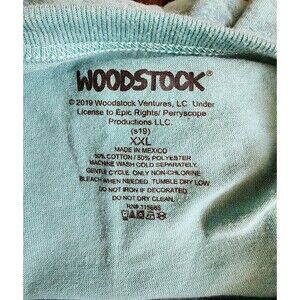 WOODSTOCK®
© 2019 Woodstock Ventures, LC Under
License to Epic Rights/ Perryscope
Productions LLC.
(s19)
XXL
MADE IN MEXICO
50% COTTON / 50% POLYESTER
MACHINE WASH COLD SEPARATELY.
GENTLE CYCLE. ONLY NON-CHLORINE
BLEACH WHEN NEEDED. TUMBLE DRY LOW
DO NOT IRON IF DECORATED.
DO NOT DRY CLEAN.
RN#